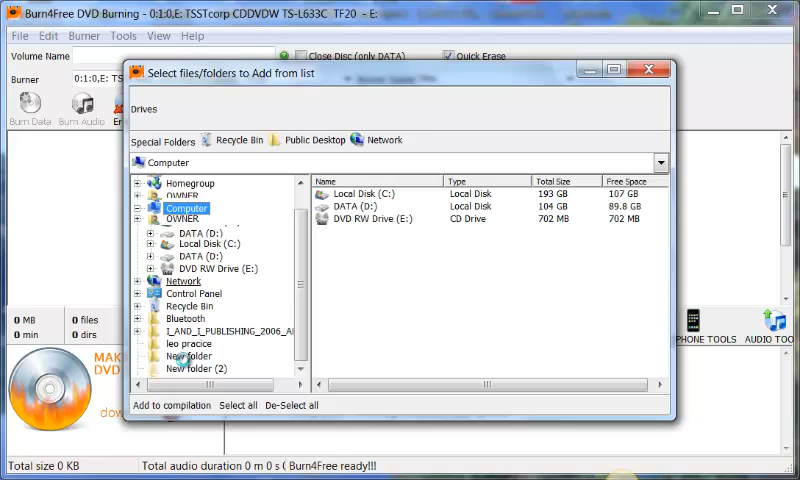 Burn4Free DVD Burning - 0:1:0,E: TSSTcorp CDDVDW TS-L633C TF20 - E:
File Edit Burner Tools View Help
Volume Name Close Disc (only DATA) Quick Erase
Select files/folders to Add from list
Burner 0:1:0,E: TS
Drives
Burn Data Burn Audio
Special Folders Recycle Bin Public Desktop Network
Computer
Name Type Total Size Free Space
Homegroup
OWNER
Computer
OWNER
DATA (D:)
Local Disk (C:)
DATA (D:)
DVD RW Drive (E:)
Network
Control Panel
Recycle Bin
Bluetooth
I_AND_I_PUBLISHING_2006_AI
leo pracice
New folder
New folder (2)
Local Disk (C:) Local Disk 193 GB 107 GB
DATA (D:) Local Disk 104 GB 89.8 GB
DVD RW Drive (E:) CD Drive 702 MB 702 MB
0 MB 0 files
0 min 0 dirs
PHONE TOOLS AUDIO TOO
MAK
DVD
dow
Add to compilation Select all De-Select all
Total size 0 KB Total audio duration 0 m 0 s ( Burn4Free ready!!!